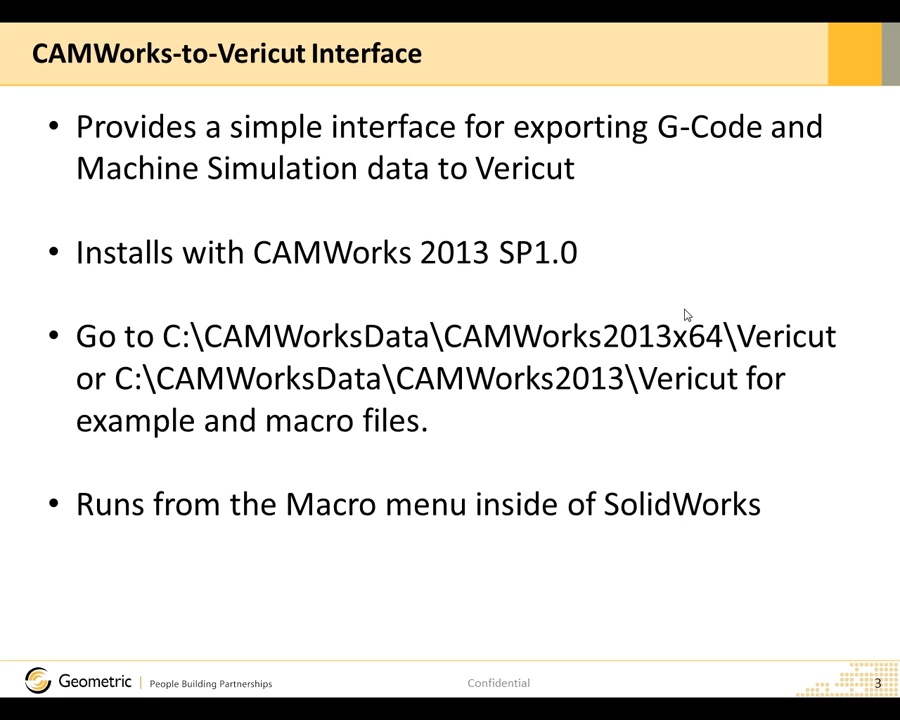 CAMWorks-to-Vericut Interface
• Provides a simple interface for exporting G-Code and
Machine Simulation data to Vericut
• Installs with CAMWorks 2013 SP1.0
• Go to C:\CAMWorksData\CAMWorks2013x64\Vericut
or C:\CAMWorksData\CAMWorks2013\Vericut for
example and macro files.
• Runs from the Macro menu inside of SolidWorks
Geometric | People Building Partnerships
Confidential
3